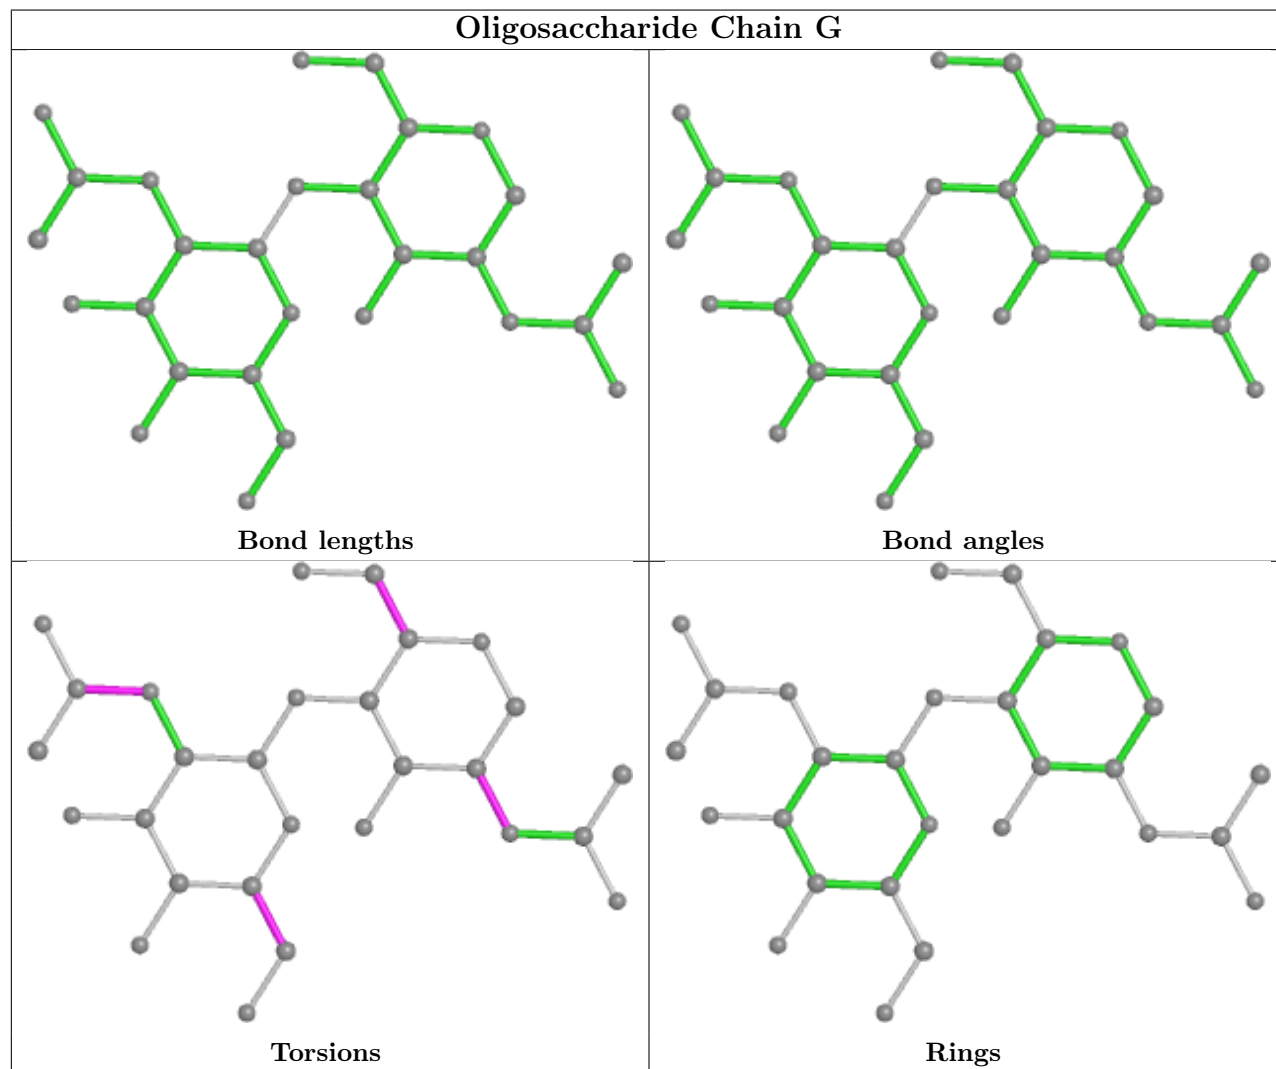 Oligosaccharide Chain G
Bond lengths
Bond angles
Torsions
Rings